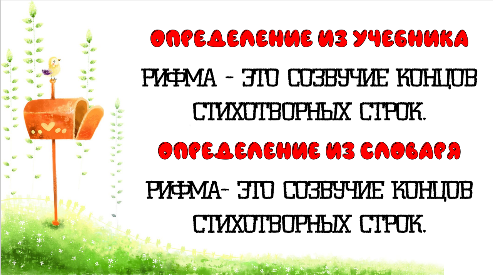 ОПРЕДЕЛЕНИЕ ИЗ УЧЕБНИКА
РИФМА - ЭТО СОЗВУЧИЕ КОНЦОВ
СТИХОТВОРНЫХ СТРОК.
ОПРЕДЕЛЕНИЕ ИЗ СЛОВАРЯ
РИФМА- ЭТО СОЗВУЧИЕ КОНЦОВ
СТИХОТВОРНЫХ СТРОК.